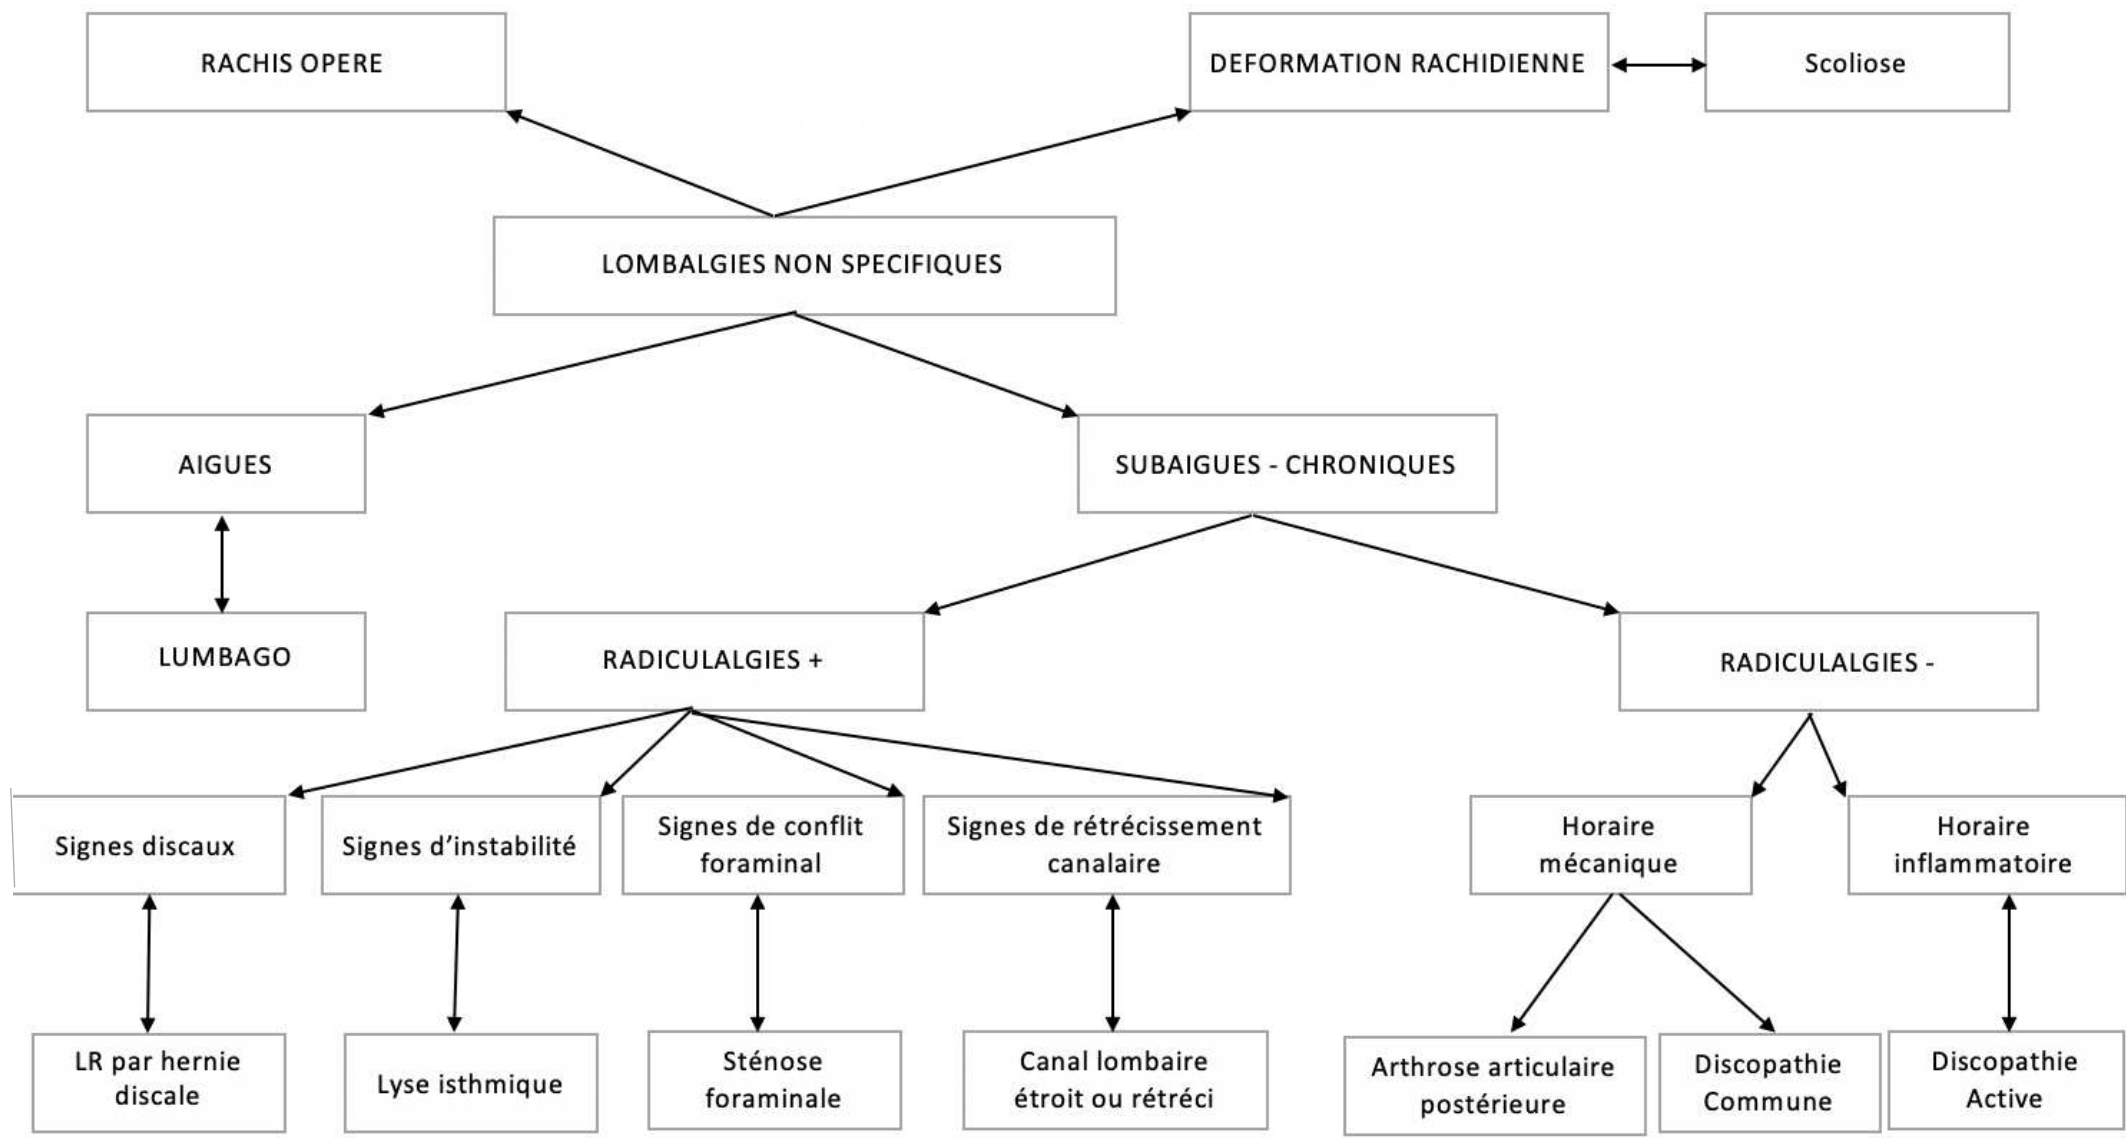 RACHIS OPERE
DEFORMATION RACHIDIENNE
Scoliose
LOMBALGIES NON SPECIFIQUES
AIGUES
SUBAIGUES - CHRONIQUES
LUMBAGO
RADICULALGIES +
RADICULALGIES -
Signes discaux
Signes d’instabilité
Signes de conflit
foraminal
Signes de rétrécissement
canalaire
Horaire
mécanique
Horaire
inflammatoire
LR par hernie
discale
Lyse isthmique
Sténose
foraminale
Canal lombaire
étroit ou rétréci
Arthrose articulaire
postérieure
Discopathie
Commune
Discopathie
Active